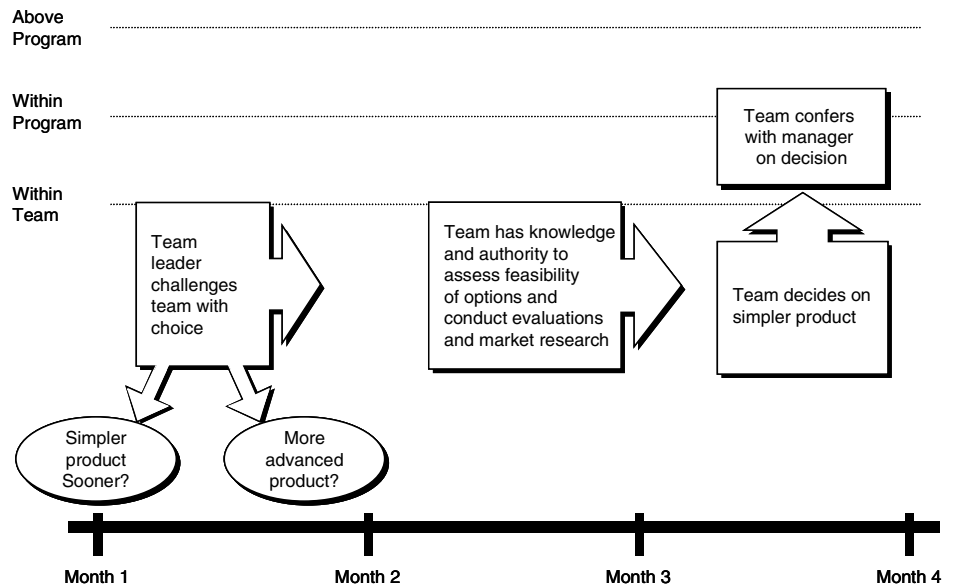 Above
Program
Within
Program
Team confers
with manager
on decision
Within
Team
Team
leader
challenges
team with
choice
Team has knowledge
and authority to
assess feasibility
of options and
conduct evaluations
and market research
Team decides on
simpler product
Simpler
product
Sooner?
More
advanced
product?
Month 1
Month 2
Month 3
Month 4